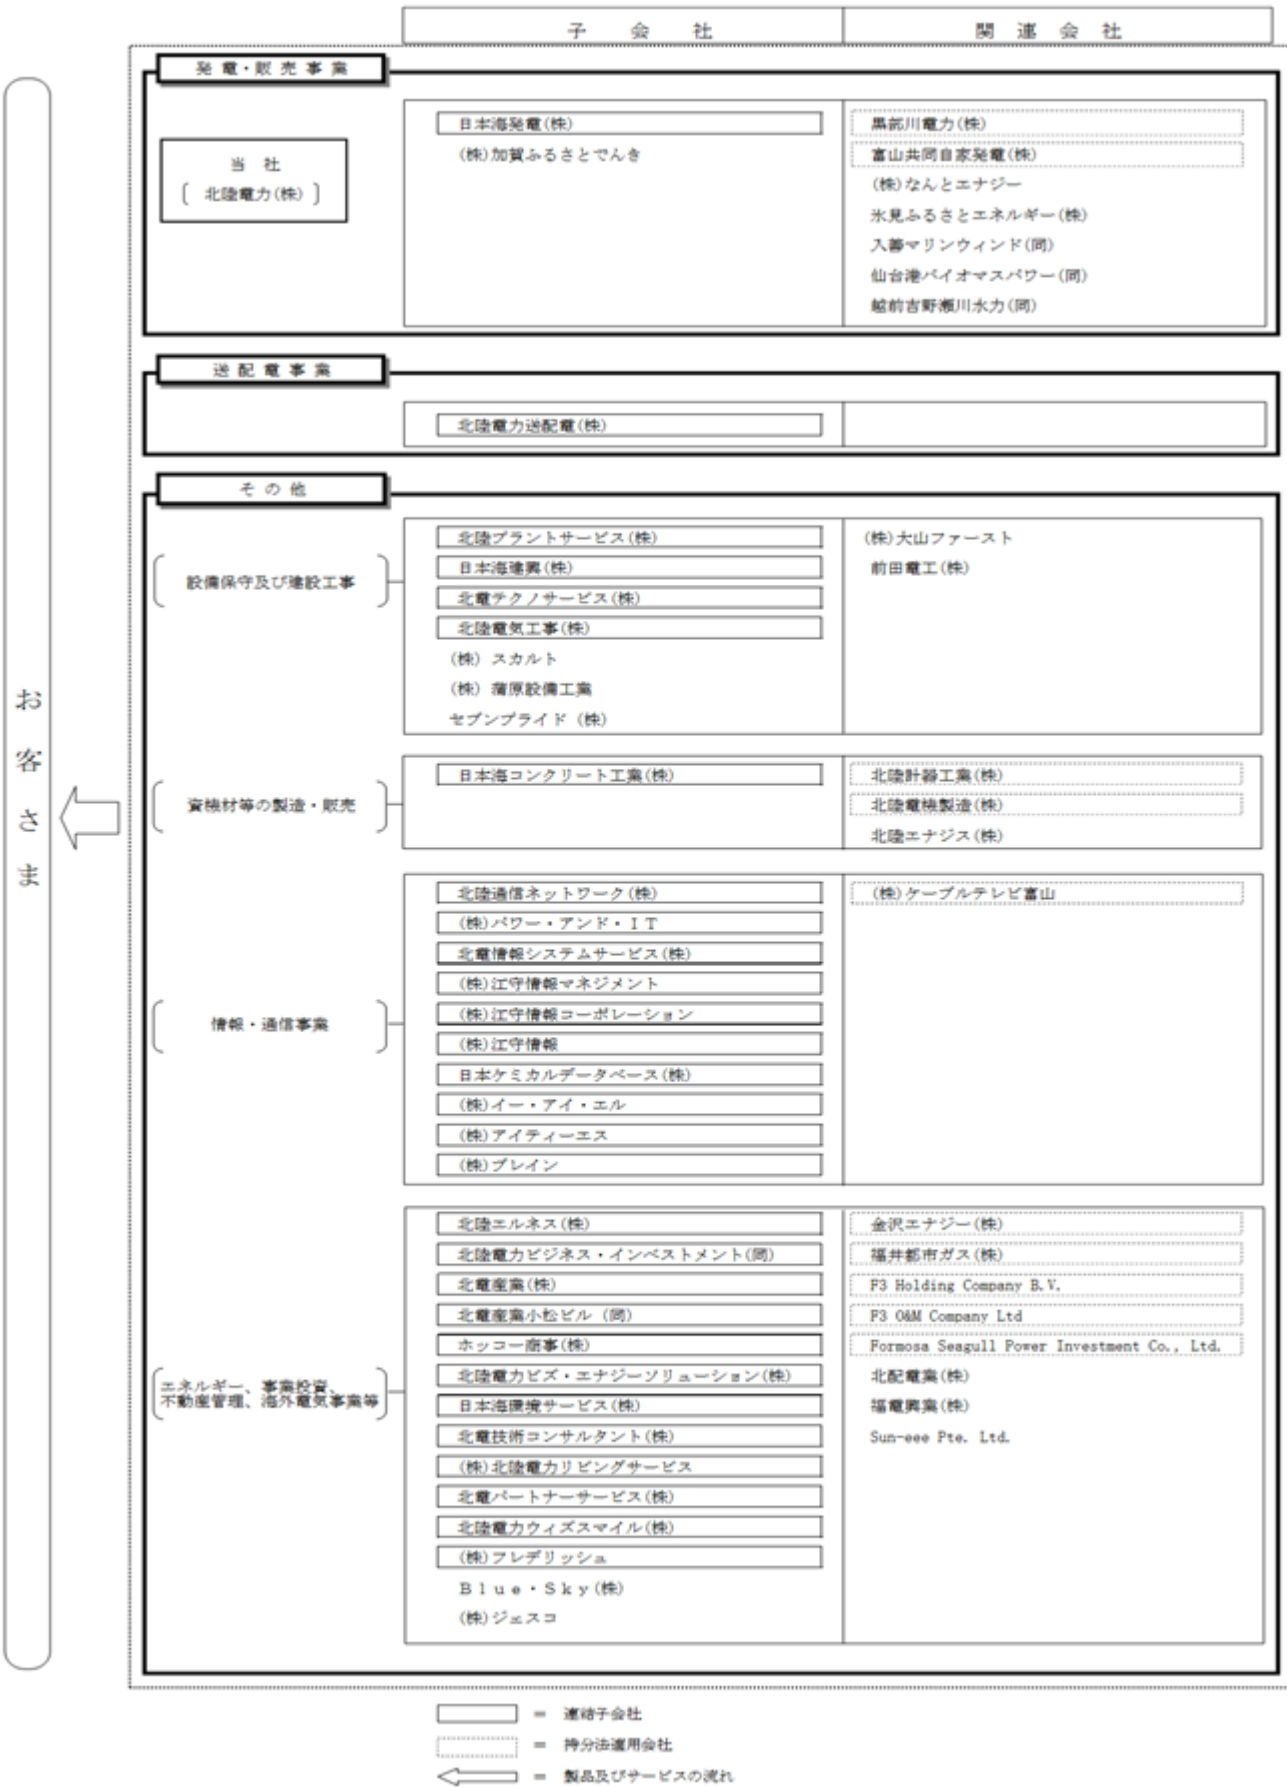 子会社 関連会社
発電・販売事業
当社
〔北陸電力(株)〕
日本海発電(株)
(株)加賀ふるさとでんき
黒部川電力(株)
富山共同自家発電(株)
(株)なんとエナジー
氷見ふるさとエネルギー(株)
入善マリンウィンド(同)
仙台港バイオマスパワー(同)
越前吉野瀬川水力(同)
送配電事業
北陸電力送配電(株)
その他
設備保守及び建設工事
北陸プラントサービス(株)
日本海建興(株)
北電テクノサービス(株)
北陸電気工事(株)
(株) スカルト
(株) 蒲原設備工業
セブンプライド (株)
(株)大山ファースト
前田電工(株)
資機材等の製造・販売
日本海コンクリート工業(株)
北陸計器工業(株)
北陸電機製造(株)
北陸エナジス(株)
情報・通信事業
北陸通信ネットワーク(株)
(株)パワー・アンド・IT
北電情報システムサービス(株)
(株)江守情報マネジメント
(株)江守情報コーポレーション
(株)江守情報
日本ケミカルデータベース(株)
(株)イー・アイ・エル
(株)アイティーエス
(株)ブレイン
(株)ケーブルテレビ富山
エネルギー、事業投資、
不動産管理、海外電気事業等
北陸エルネス(株)
北陸電力ビジネス・インベストメント(同)
北電産業(株)
北電産業小松ビル (同)
ホッコー商事(株)
北陸電力ビズ・エナジーソリューション(株)
日本海環境サービス(株)
北電技術コンサルタント(株)
(株)北陸電力リビングサービス
北電パートナーサービス(株)
北陸電力ウィズスマイル(株)
(株)フレデリッシュ
Blue・Sky(株)
(株)ジェスコ
金沢エナジー(株)
福井都市ガス(株)
F3 Holding Company B.V.
F3 O&M Company Ltd
Formosa Seagull Power Investment Co., Ltd.
北配電業(株)
福電興業(株)
Sun-eee Pte. Ltd.
お客さま
= 連結子会社
= 持分法適用会社
= 製品及びサービスの流れ